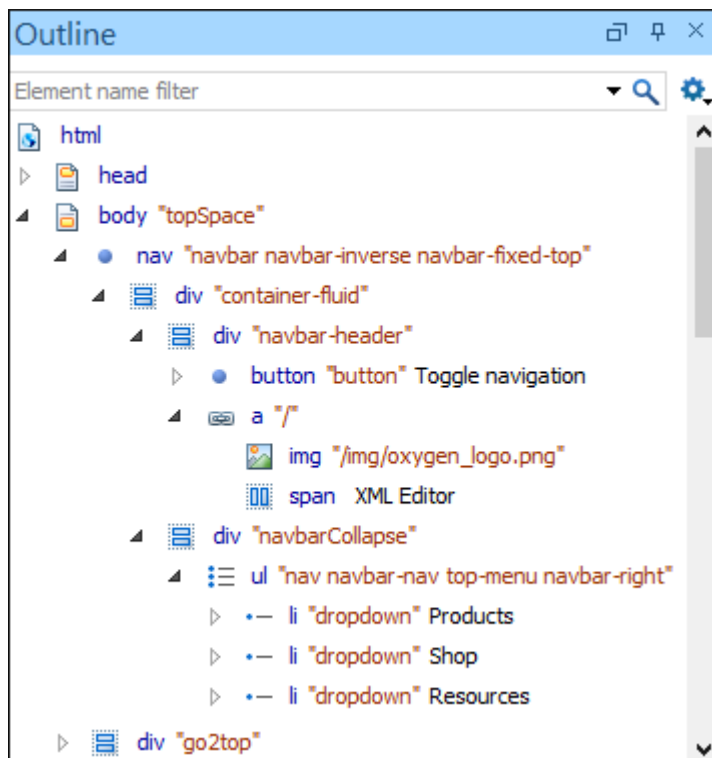 Outline
Element name filter
html
head
body "topSpace"
nav "navbar navbar-inverse navbar-fixed-top"
div "container-fluid"
div "navbar-header"
button "button" Toggle navigation
a "/"
img "/img/oxygen_logo.png"
span XML Editor
div "navbarCollapse"
ul "nav navbar-nav top-menu navbar-right"
li "dropdown" Products
li "dropdown" Shop
li "dropdown" Resources
div "go2top"